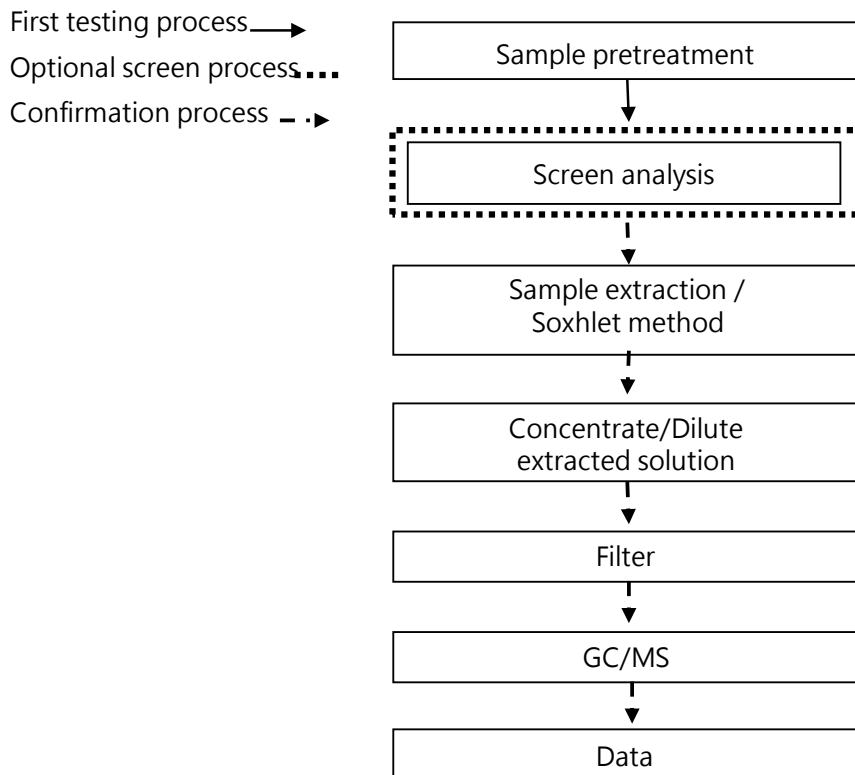 First testing process
Optional screen process
Confirmation process
Sample pretreatment
Screen analysis
Sample extraction /
Soxhlet method
Concentrate/Dilute
extracted solution
Filter
GC/MS
Data